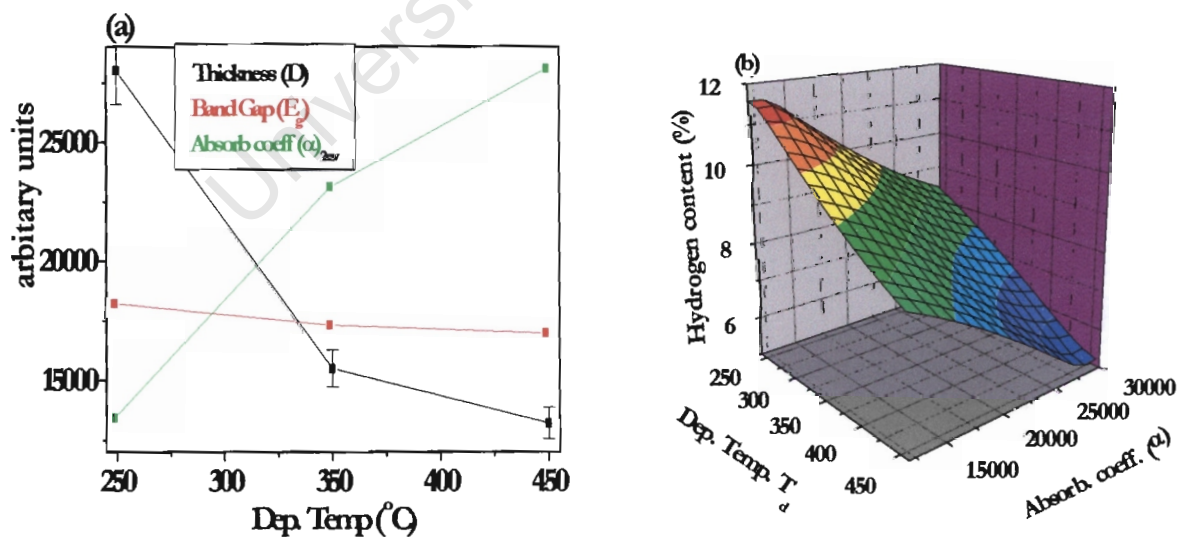 (a)
Thickness (D)
Band Gap (Eg)
Absorb coeff (α)2eV
arbitary units
25000
20000
15000
250
300
350
400
450
Dep. Temp (°C)
Universi
(b)
Hydrogen content (%)
12
10
8
6
250
300
350
400
450
Dep. Temp. Td
15000
20000
25000
30000
Absorb. coeff. (α)